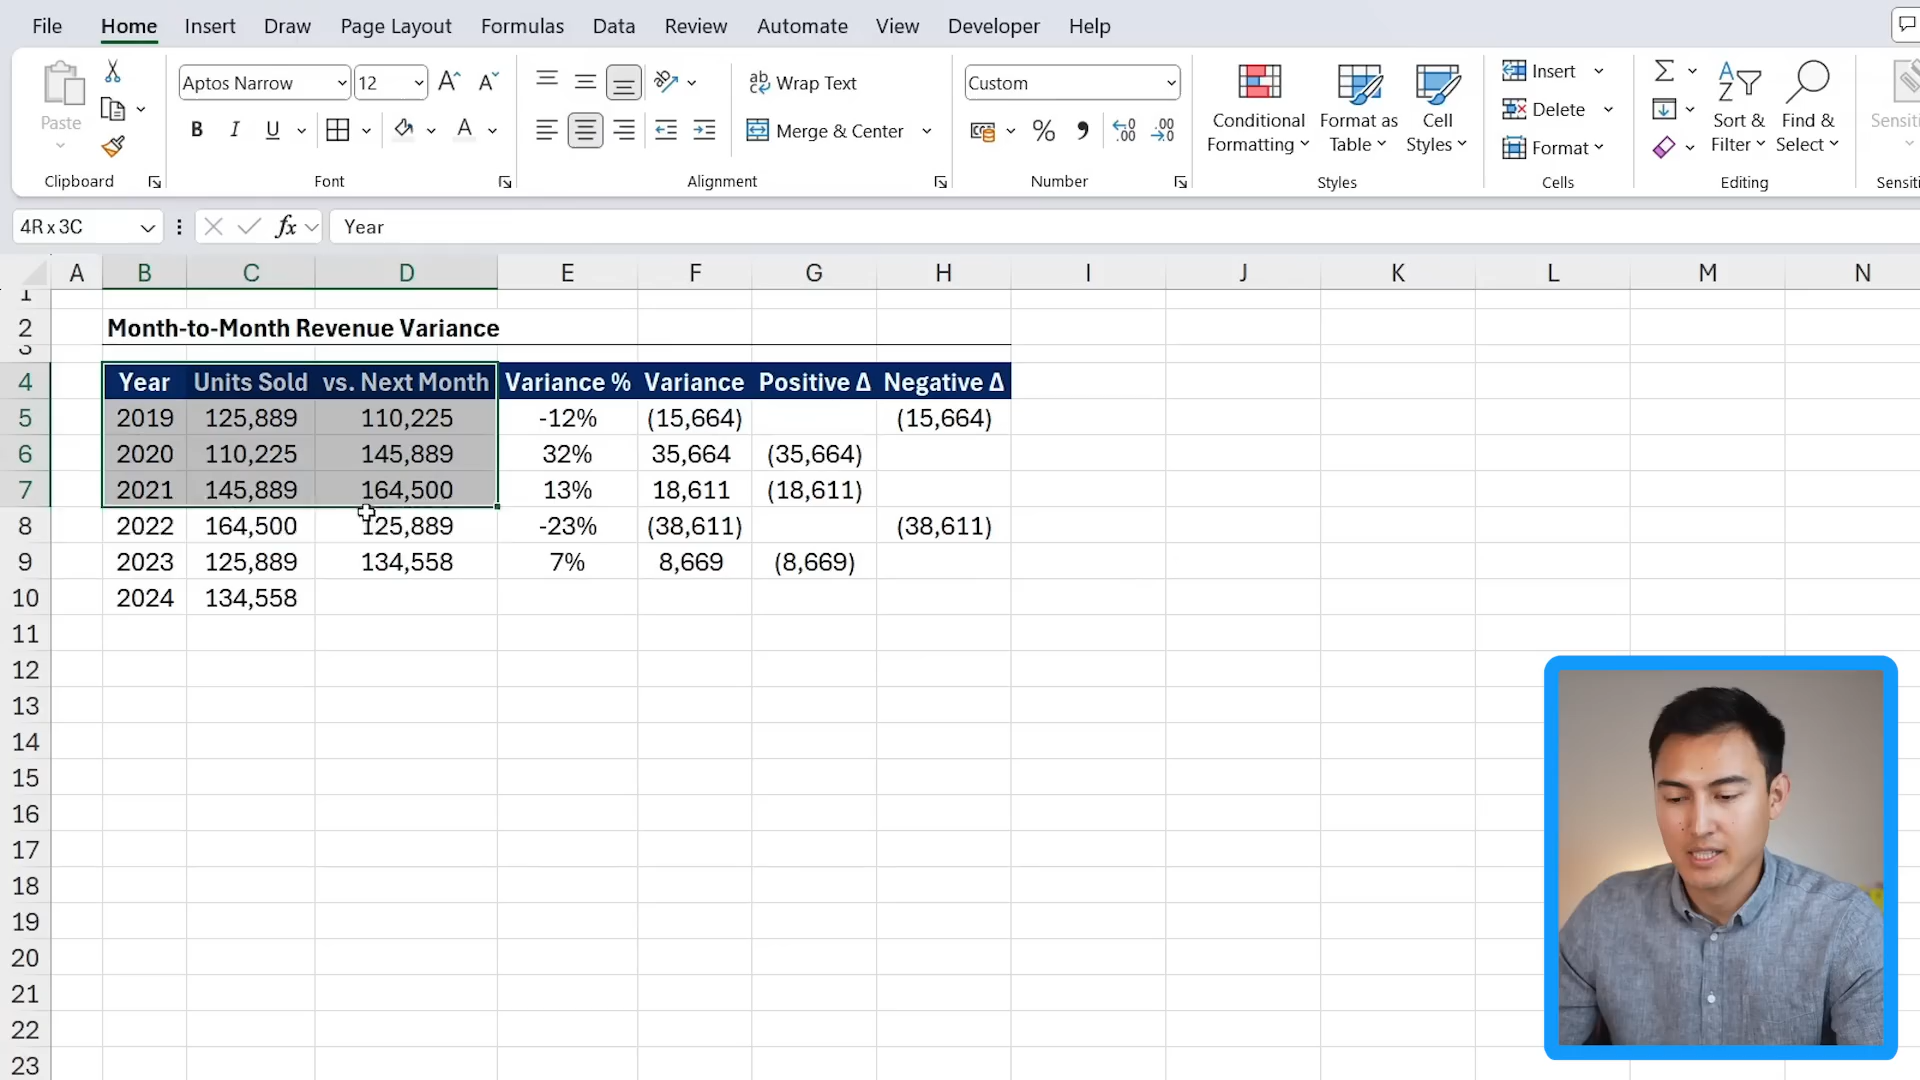 File Home Insert Draw Page Layout Formulas Data Review Automate View Developer Help
Paste
Clipboard
Aptos Narrow 12
B I U
Font
Wrap Text
Merge & Center
Alignment
Custom
Number
Conditional Formatting
Format as Table
Cell Styles
Styles
Insert
Delete
Format
Cells
Sort & Filter
Find & Select
Editing
Sensiti
4R x 3C fx Year
A B C D E F G H I J K L M N
1
2 Month-to-Month Revenue Variance
3
4 Year Units Sold vs. Next Month Variance % Variance Positive Δ Negative Δ
5 2019 125,889 110,225 -12% (15,664) (15,664)
6 2020 110,225 145,889 32% 35,664 (35,664)
7 2021 145,889 164,500 13% 18,611 (18,611)
8 2022 164,500 125,889 -23% (38,611) (38,611)
9 2023 125,889 134,558 7% 8,669 (8,669)
10 2024 134,558
11
12
13
14
15
16
17
18
19
20
21
22
23